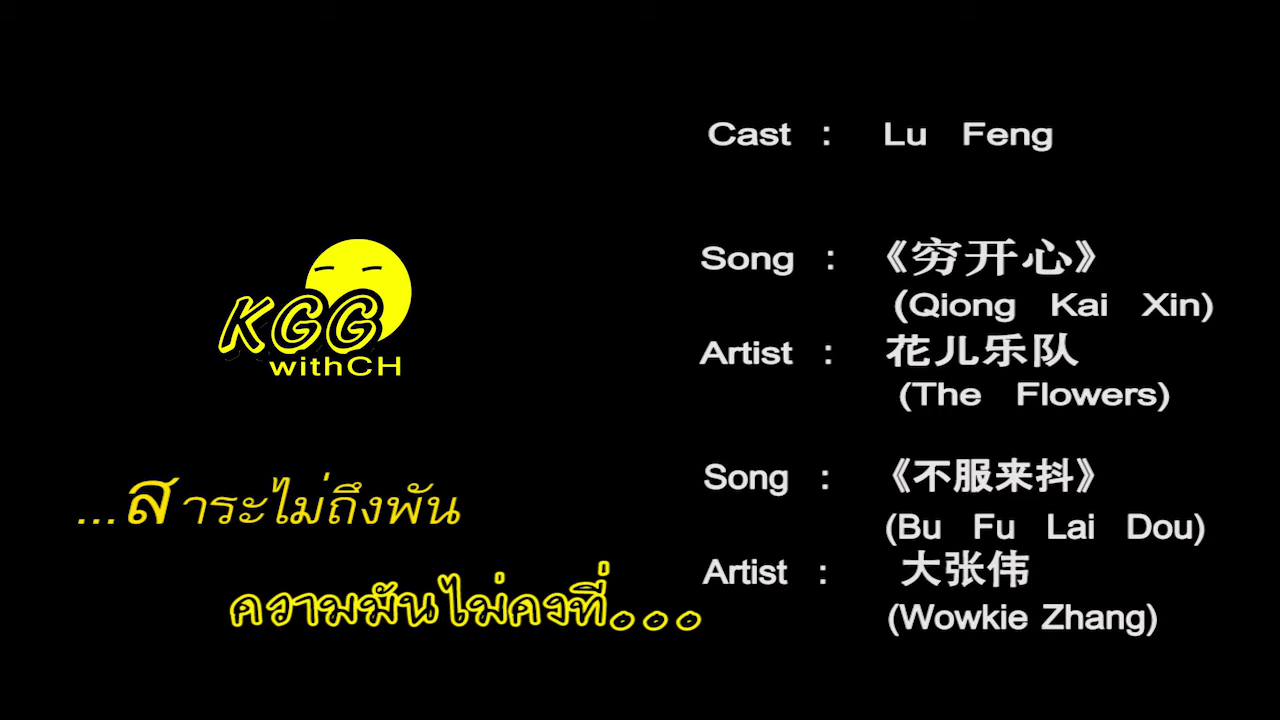 KGG
withCH
...สาระไม่ถึงพัน
ความมันไม่คงที่...
Cast : Lu Feng
Song : 《穷开心》
(Qiong Kai Xin)
Artist : 花儿乐队
(The Flowers)
Song : 《不服来抖》
(Bu Fu Lai Dou)
Artist : 大张伟
(Wowkie Zhang)